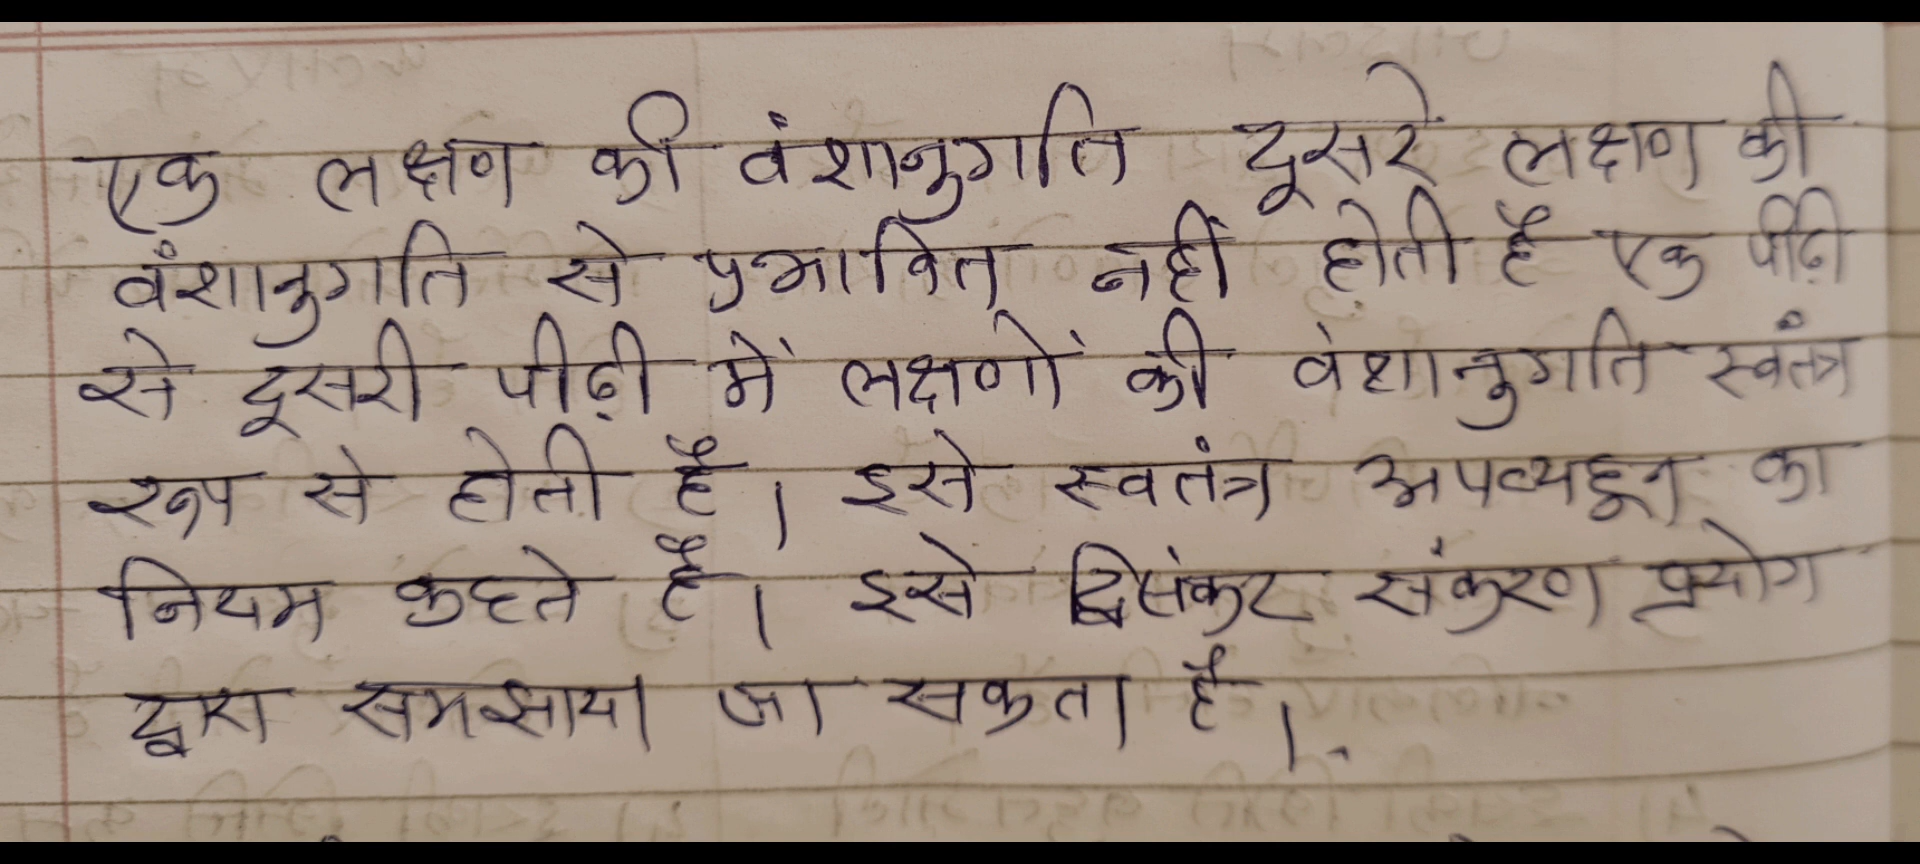 एक लक्षण की वंशानुगति दूसरे लक्षण की
वंशानुगति से प्रभावित नहीं होती है एक पीढ़ी
से दूसरी पीढ़ी में लक्षणों की वंशानुगति स्वंतत्र
रूप से होती है। इसे स्वतंत्र अपव्यहून का
नियम कहते है। इसे द्विसंकर संकरण प्रयोग
द्वारा समझाया जा सकता है।